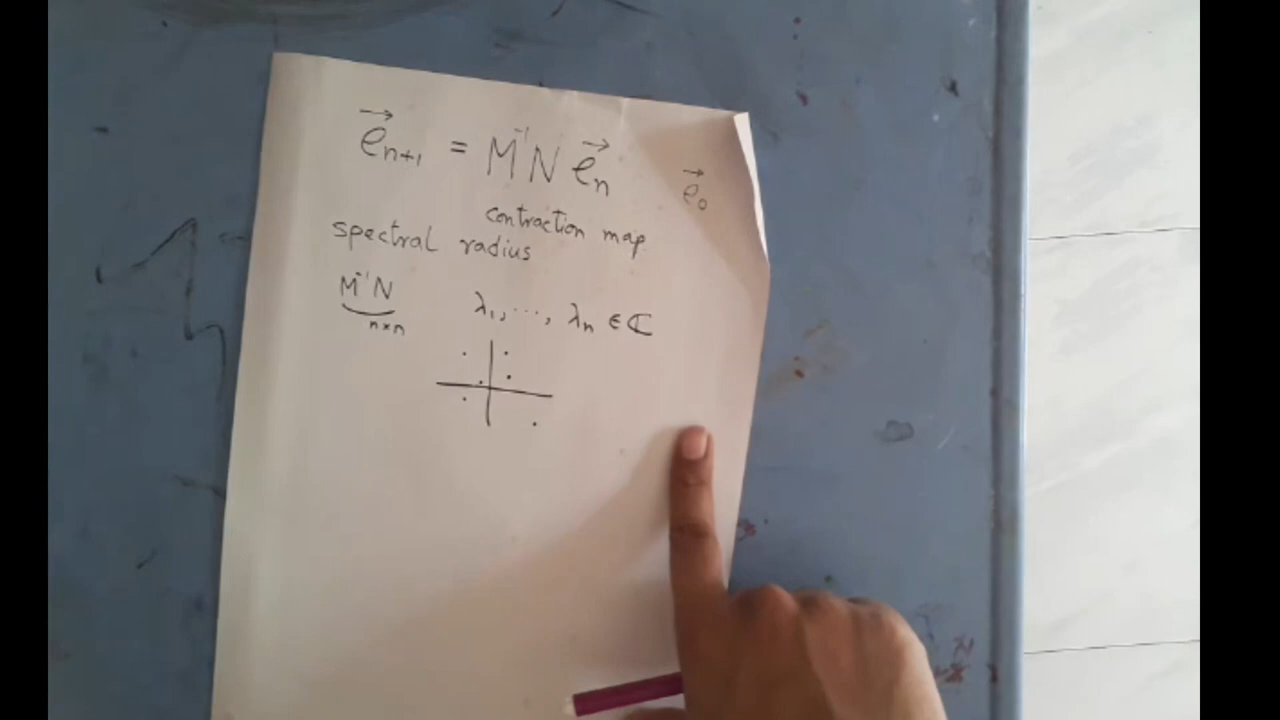 e⃗ₙ₊₁ = M⁻¹N e⃗ₙ
e⃗₀
contraction map
spectral radius
M⁻¹N
n×n
λ₁, ⋯, λₙ ∈ ℂ